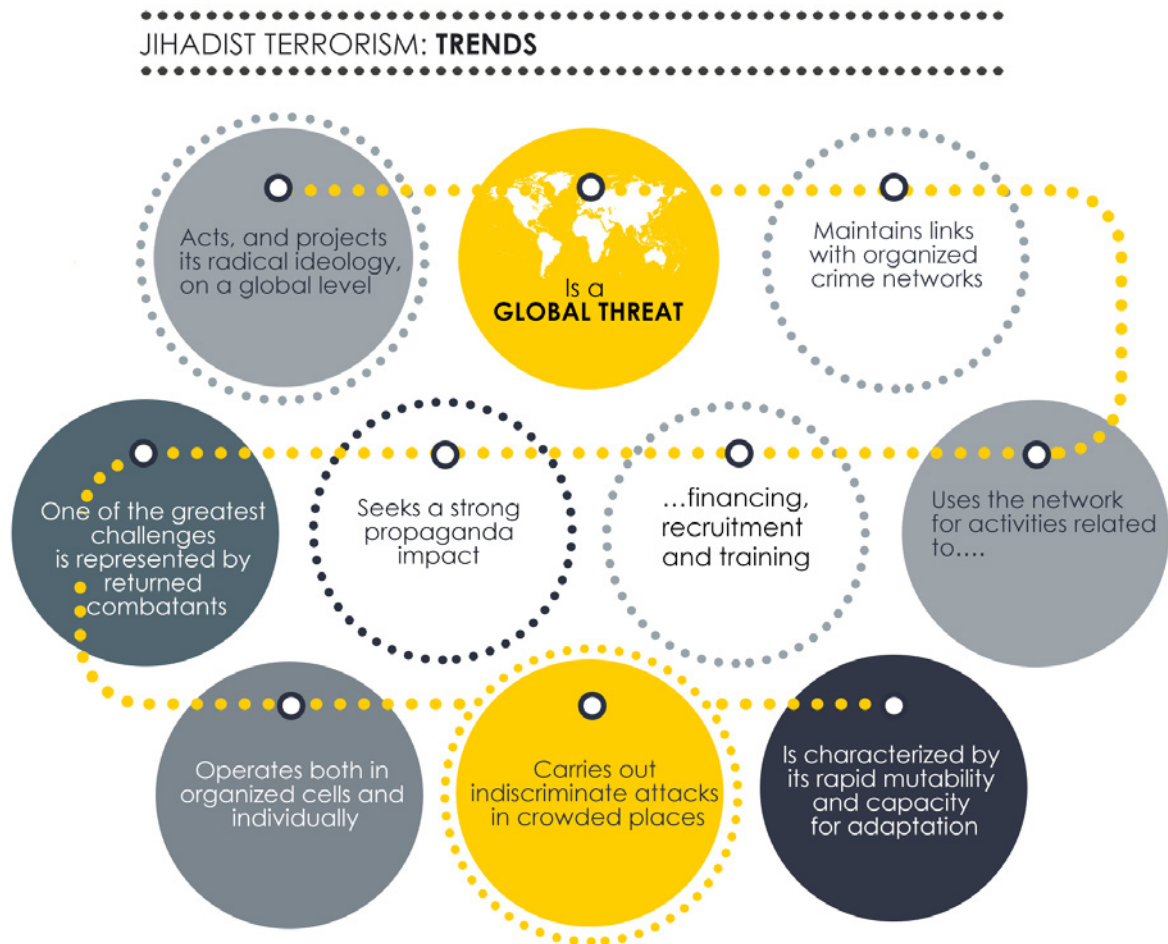 JIHADIST TERRORISM: TRENDS
Acts, and projects
its radical ideology,
on a global level
Is a
GLOBAL THREAT
Maintains links
with organized
crime networks
Uses the network
for activities related
to....
...financing,
recruitment
and training
Seeks a strong
propaganda
impact
One of the greatest
challenges
is represented by
returned
combatants
Operates both in
organized cells and
individually
Carries out
indiscriminate attacks
in crowded places
Is characterized by
its rapid mutability
and capacity
for adaptation